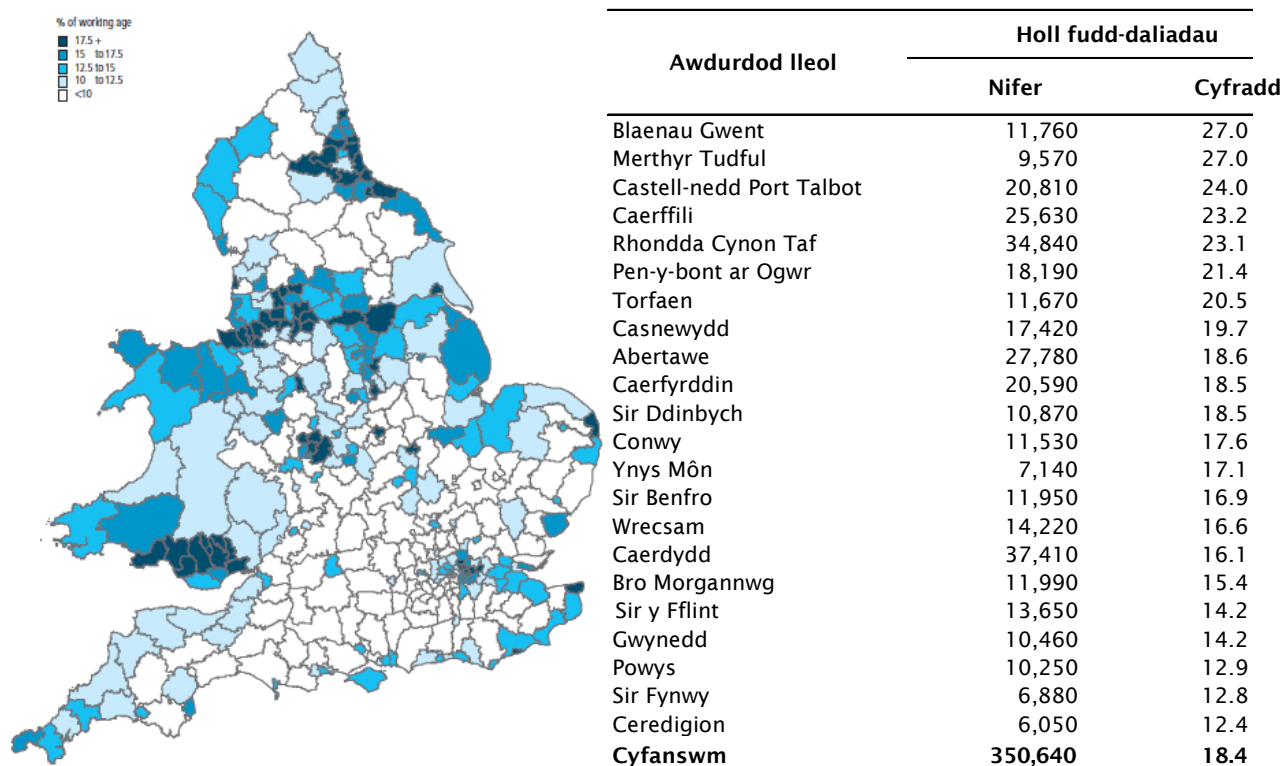 % of working age
17.5 +
15 to 17.5
12.5 to 15
10 to 12.5
<10
Awdurdod lleol
Holl fudd-daliadau
Nifer Cyfradd
Blaenau Gwent 11,760 27.0
Merthyr Tudful 9,570 27.0
Castell-nedd Port Talbot 20,810 24.0
Caerffili 25,630 23.2
Rhondda Cynon Taf 34,840 23.1
Pen-y-bont ar Ogwr 18,190 21.4
Torfaen 11,670 20.5
Casnewydd 17,420 19.7
Abertawe 27,780 18.6
Caerfyrddin 20,590 18.5
Sir Ddinbych 10,870 18.5
Conwy 11,530 17.6
Ynys Môn 7,140 17.1
Sir Benfro 11,950 16.9
Wrecsam 14,220 16.6
Caerdydd 37,410 16.1
Bro Morgannwg 11,990 15.4
Sir y Fflint 13,650 14.2
Gwynedd 10,460 14.2
Powys 10,250 12.9
Sir Fynwy 6,880 12.8
Ceredigion 6,050 12.4
Cyfanswm 350,640 18.4